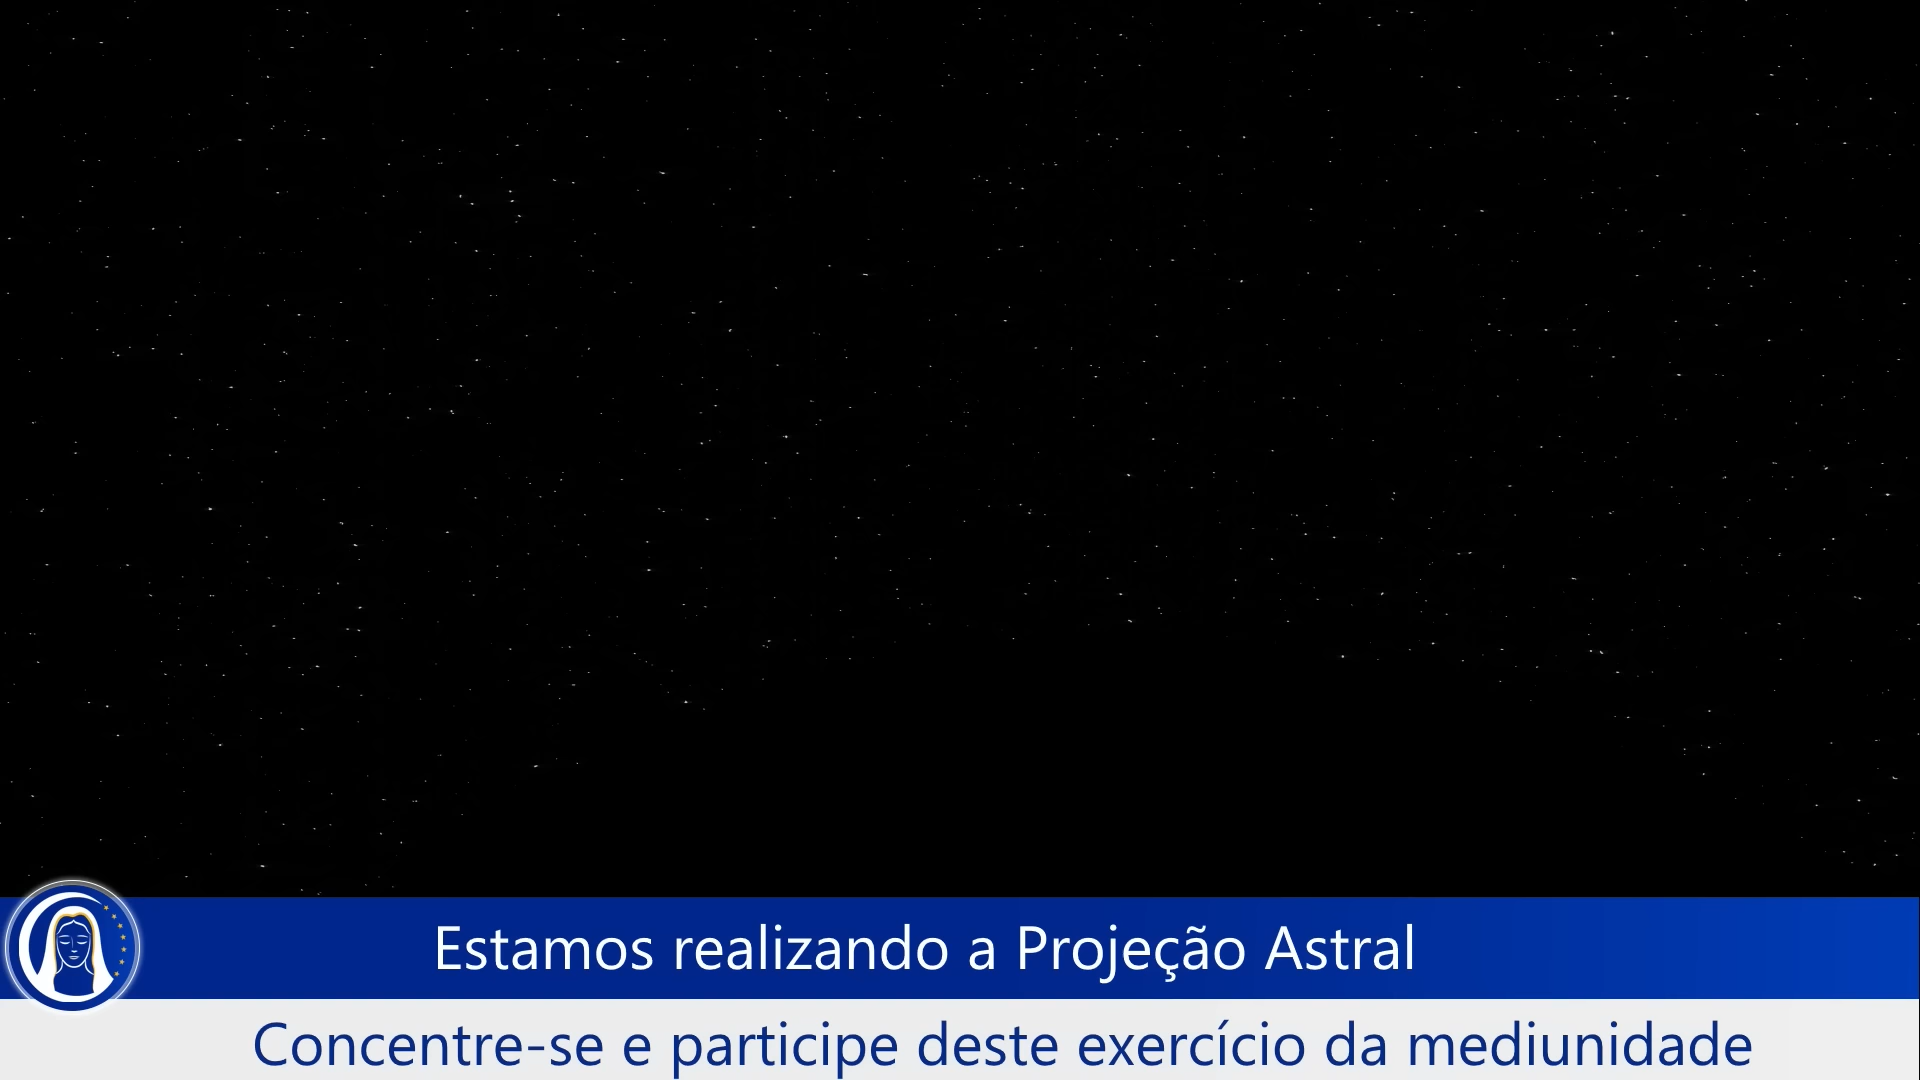 Estamos realizando a Projeção Astral
Concentre-se e participe deste exercício da mediunidade